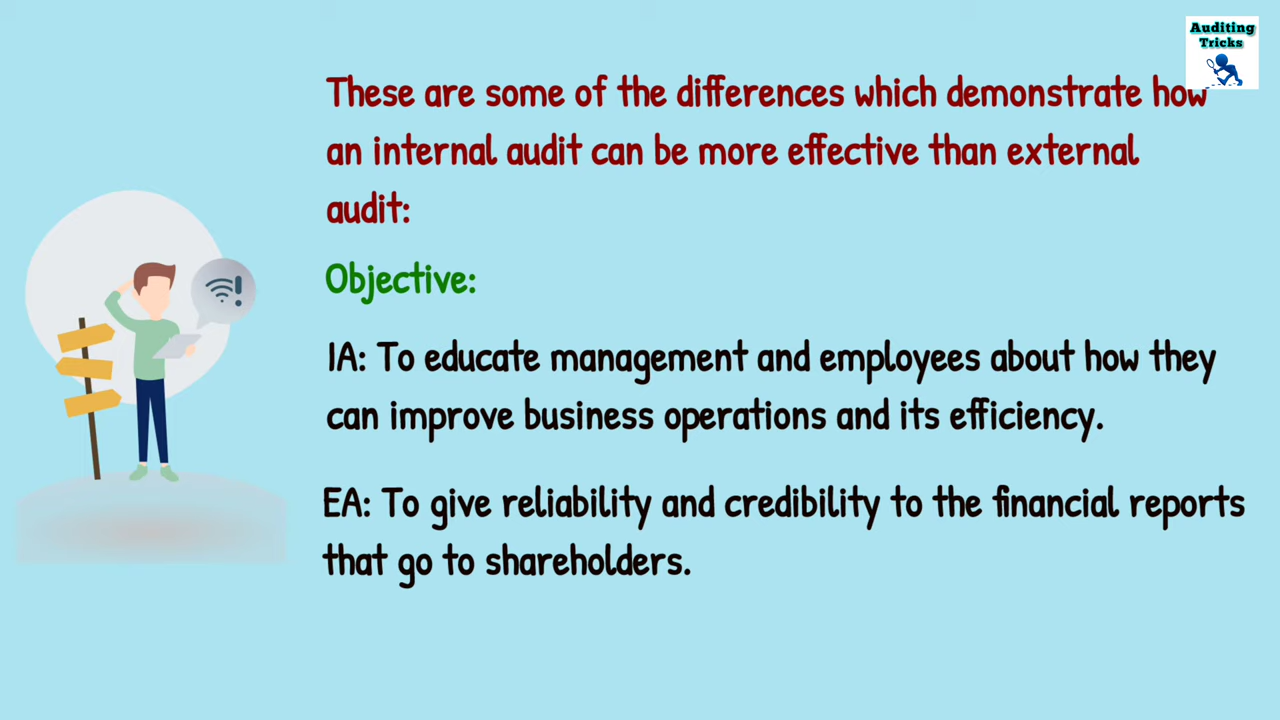 Auditing
Tricks
These are some of the differences which demonstrate how
an internal audit can be more effective than external
audit:
Objective:
IA: To educate management and employees about how they
can improve business operations and its efficiency.
EA: To give reliability and credibility to the financial reports
that go to shareholders.